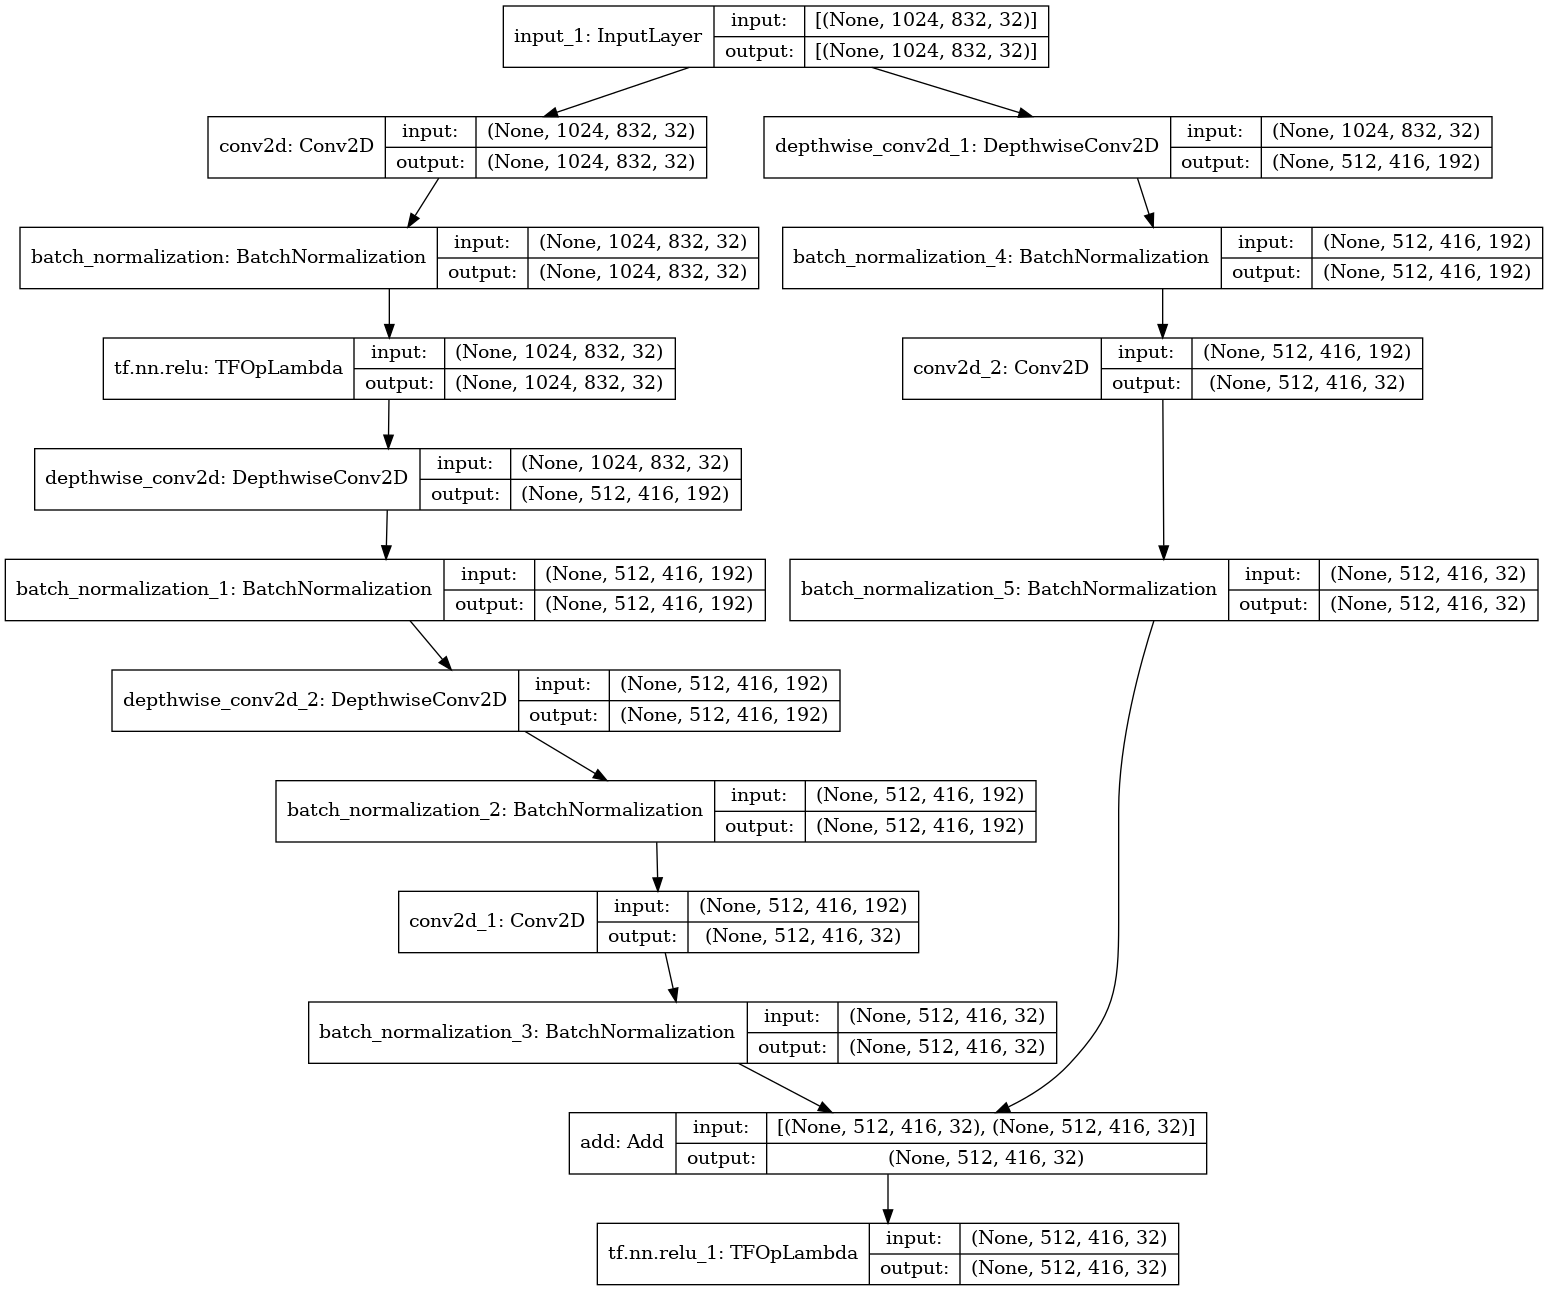 input_1: InputLayer
input:
[(None, 1024, 832, 32)]
output:
[(None, 1024, 832, 32)]
conv2d: Conv2D
input:
(None, 1024, 832, 32)
output:
(None, 1024, 832, 32)
depthwise_conv2d_1: DepthwiseConv2D
input:
(None, 1024, 832, 32)
output:
(None, 512, 416, 192)
batch_normalization: BatchNormalization
input:
(None, 1024, 832, 32)
output:
(None, 1024, 832, 32)
batch_normalization_4: BatchNormalization
input:
(None, 512, 416, 192)
output:
(None, 512, 416, 192)
tf.nn.relu: TFOpLambda
input:
(None, 1024, 832, 32)
output:
(None, 1024, 832, 32)
conv2d_2: Conv2D
input:
(None, 512, 416, 192)
output:
(None, 512, 416, 32)
depthwise_conv2d: DepthwiseConv2D
input:
(None, 1024, 832, 32)
output:
(None, 512, 416, 192)
batch_normalization_1: BatchNormalization
input:
(None, 512, 416, 192)
output:
(None, 512, 416, 192)
batch_normalization_5: BatchNormalization
input:
(None, 512, 416, 32)
output:
(None, 512, 416, 32)
depthwise_conv2d_2: DepthwiseConv2D
input:
(None, 512, 416, 192)
output:
(None, 512, 416, 192)
batch_normalization_2: BatchNormalization
input:
(None, 512, 416, 192)
output:
(None, 512, 416, 192)
conv2d_1: Conv2D
input:
(None, 512, 416, 192)
output:
(None, 512, 416, 32)
batch_normalization_3: BatchNormalization
input:
(None, 512, 416, 32)
output:
(None, 512, 416, 32)
add: Add
input:
[(None, 512, 416, 32), (None, 512, 416, 32)]
output:
(None, 512, 416, 32)
tf.nn.relu_1: TFOpLambda
input:
(None, 512, 416, 32)
output:
(None, 512, 416, 32)